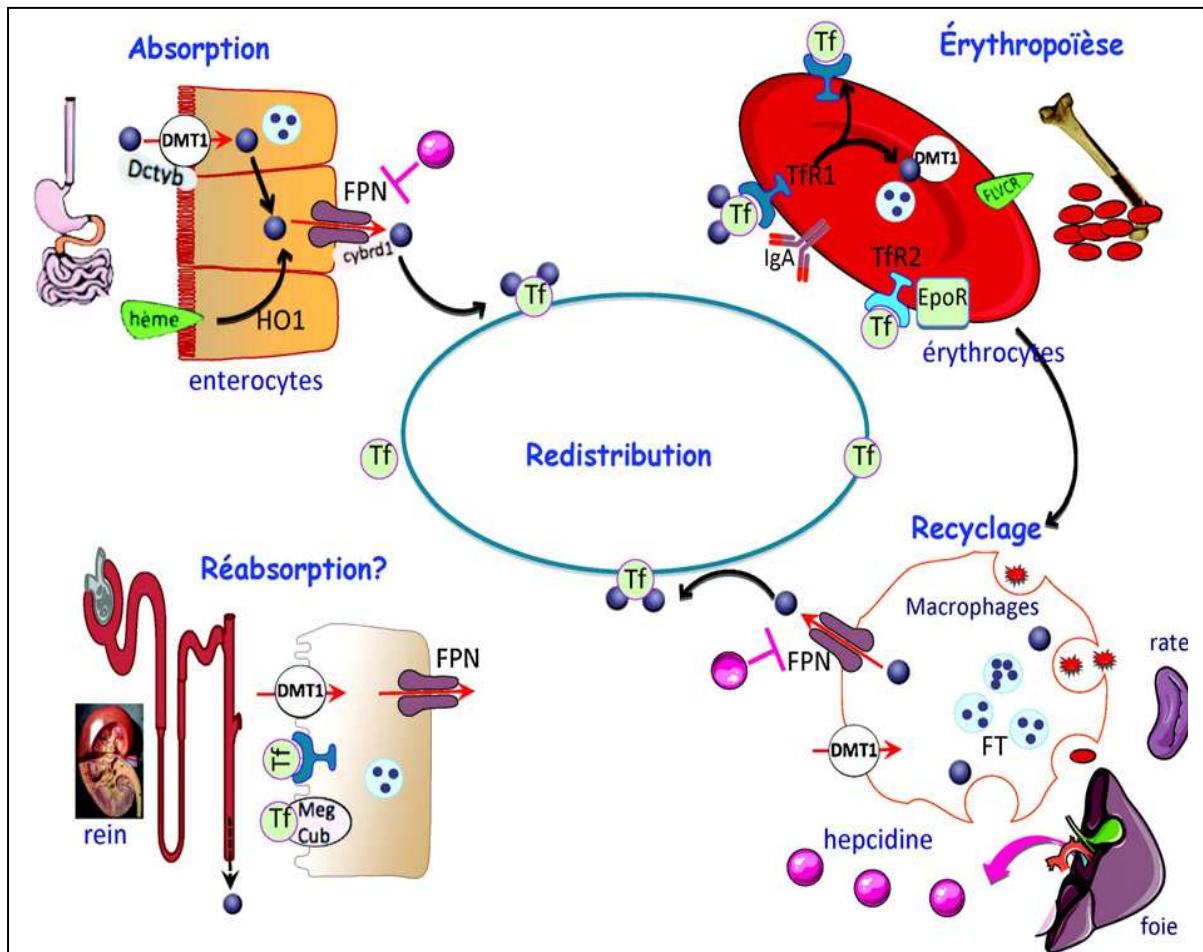 Absorption
DMT1
Dctyb
FPN
cybrd1
hème
HO1
enterocytes
Tf
Érythropoïèse
Tf
DMT1
TfR1
FLVCR
Tf
IgA
TfR2
EpoR
Tf
érythrocytes
Tf
Redistribution
Tf
Tf
Recyclage
Macrophages
rate
FPN
FT
DMT1
hepcidine
foie
Réabsorption?
FPN
DMT1
Tf
Tf
Meg
Cub
rein